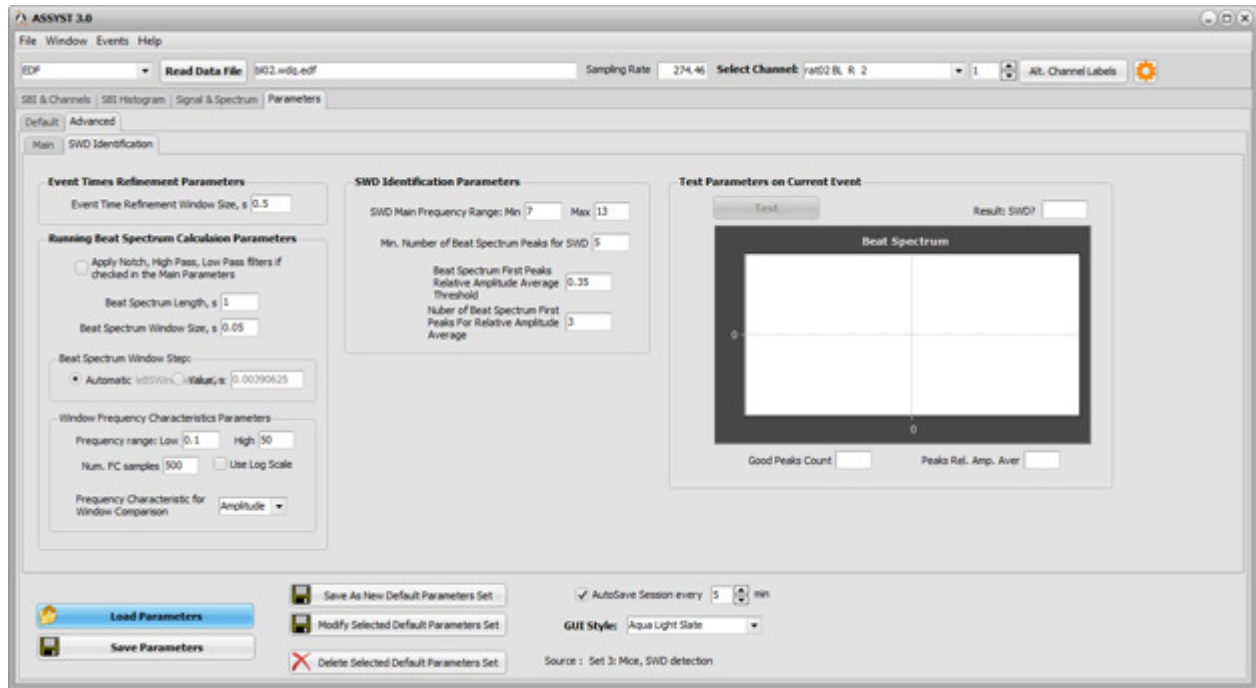 ASSYST 3.0
File Window Events Help
EDF Read Data File bl02.wdq.edf Sampling Rate 274.46 Select Channel: ratt02 BL R 2 1 Alt. Channel Labels
SBI & Channels SBI Histogram Signal & Spectrum Parameters
Default Advanced
Main SWD Identification
Event Times Refinement Parameters
Event Time Refinement Window Size, s 0.5
Running Beat Spectrum Calculaion Parameters
Apply Notch, High Pass, Low Pass filters if
checked in the Main Parameters
Beat Spectrum Length, s 1
Beat Spectrum Window Size, s 0.05
Beat Spectrum Window Step:
Automatic Value, s: 0.00390625
Window Frequency Characteristics Parameters
Frequency range: Low 0.1 High 50
Num. FC samples 500 Use Log Scale
Frequency Characteristic for
Window Comparison
Amplitude
SWD Identification Parameters
SWD Main Frequency Range: Min 7 Max 13
Min. Number of Beat Spectrum Peaks for SWD 5
Beat Spectrum First Peaks
Relative Amplitude Average
Threshold
0.35
Nuber of Beat Spectrum First
Peaks For Relative Amplitude
Average
3
Test Parameters on Current Event
Test Result: SWD?
Beat Spectrum
0
0
Good Peaks Count Peaks Rel. Amp. Aver
Load Parameters
Save Parameters
Save As New Default Parameters Set
Modify Selected Default Parameters Set
Delete Selected Default Parameters Set
AutoSave Session every 5 min
GUI Style: Aqua Light Slate
Source : Set 3: Mice, SWD detection